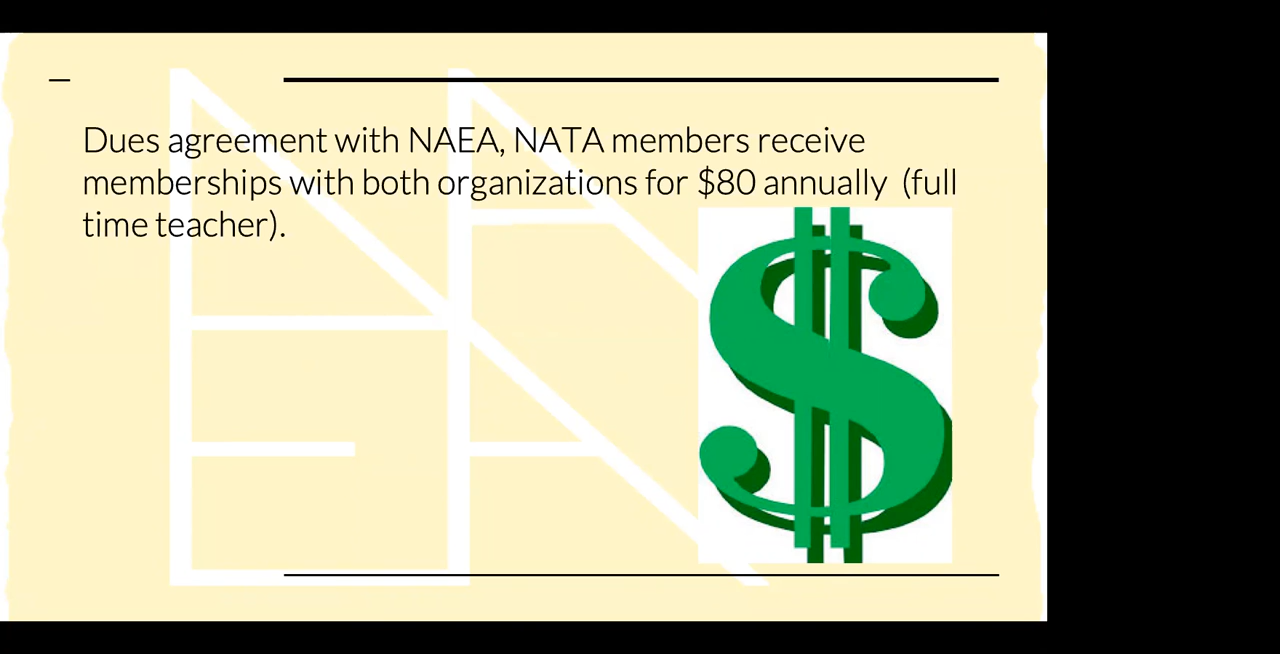 Dues agreement with NAEA, NATA members receive
memberships with both organizations for $80 annually (full
time teacher).